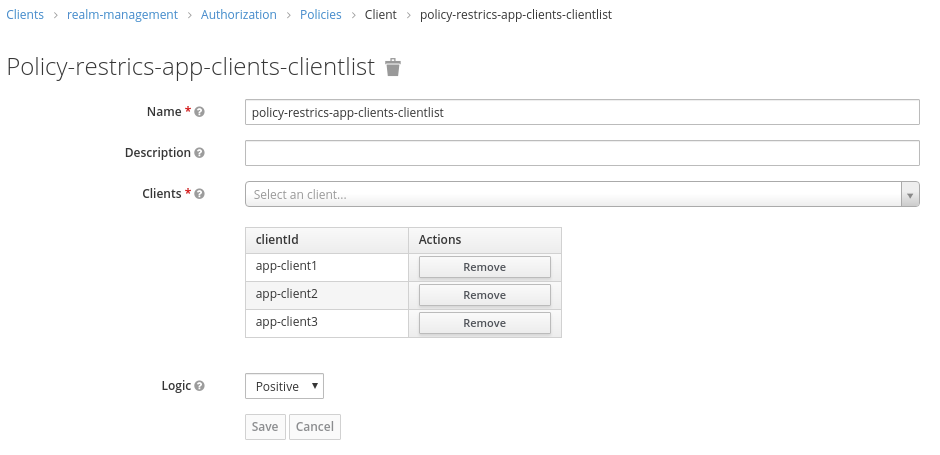 Clients > realm-management > Authorization > Policies > Client > policy-restrics-app-clients-clientlist
Policy-restrics-app-clients-clientlist
Name * policy-restrics-app-clients-clientlist
Description
Clients * Select an client...
clientId Actions
app-client1 Remove
app-client2 Remove
app-client3 Remove
Logic Positive
Save Cancel